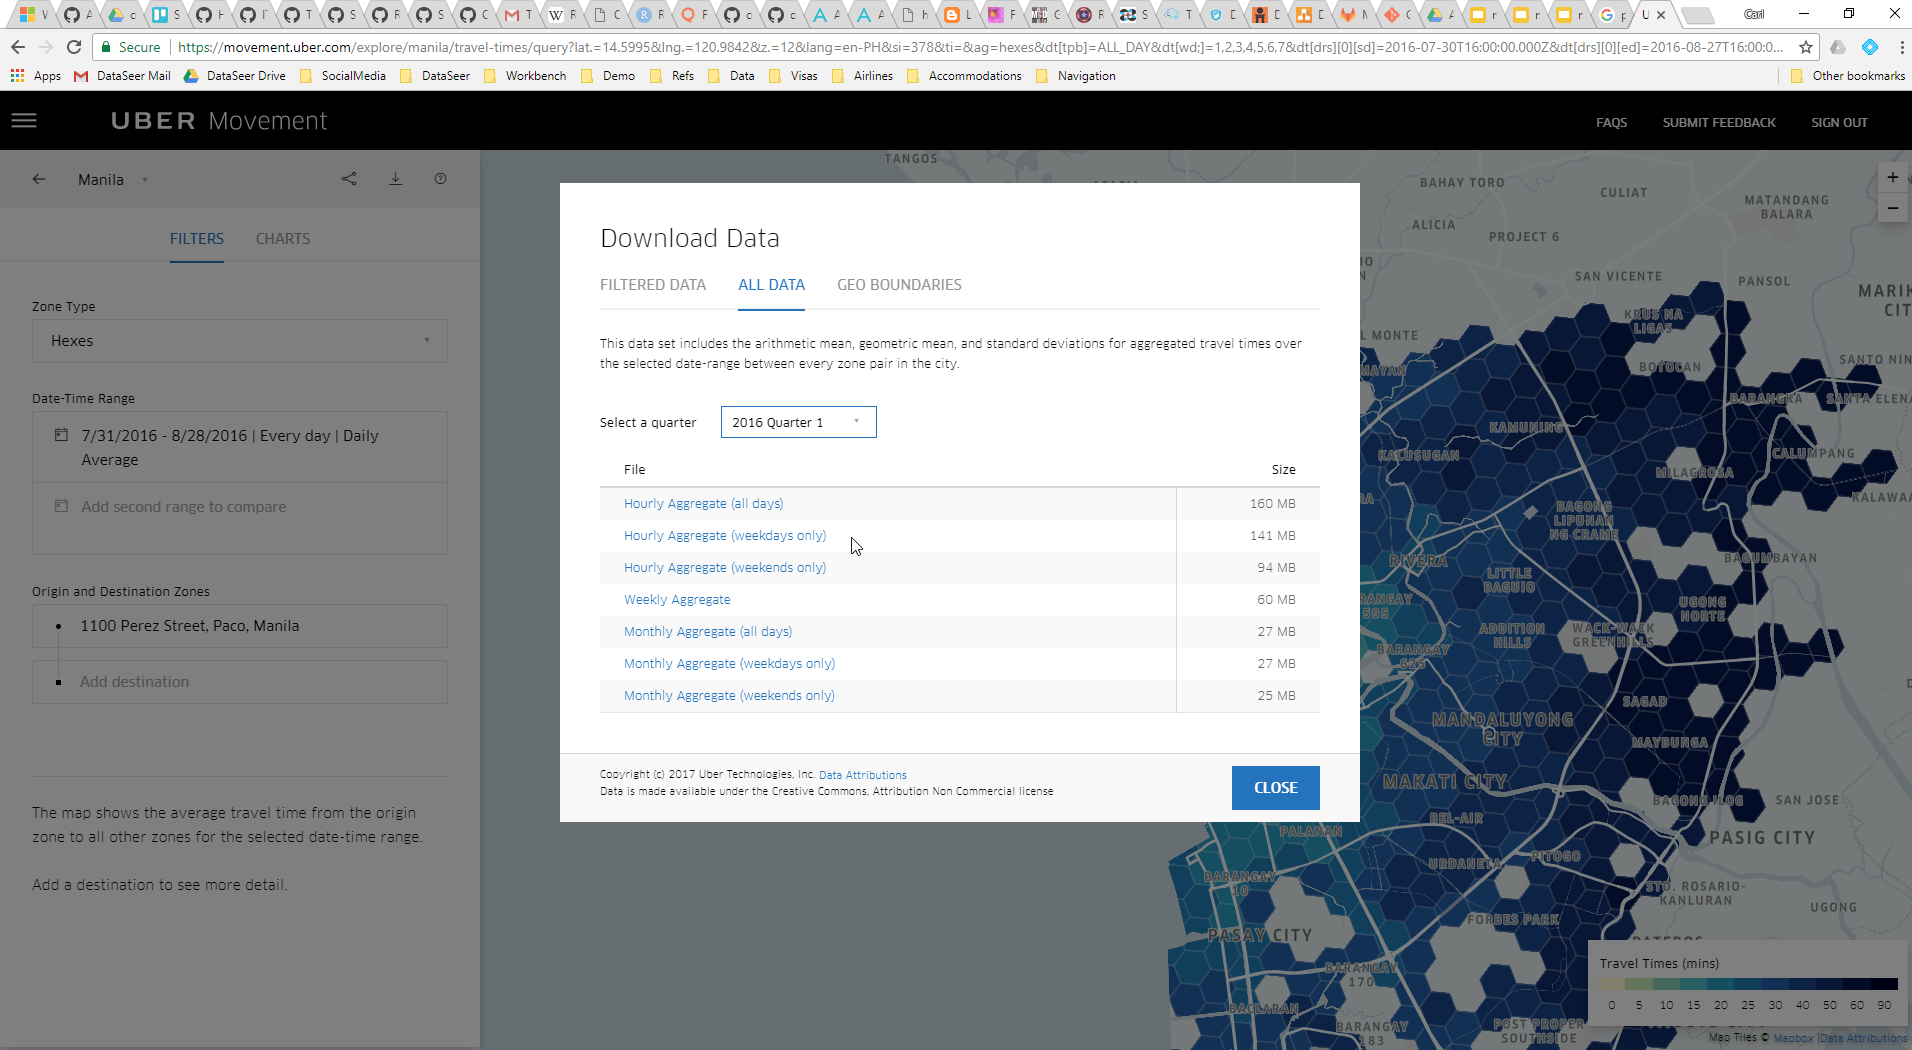 Carl
Secure
https://movement.uber.com/explore/manila/travel-times/query?lat.=14.5995&lng.=120.9842&z.=12&lang=en-PH&si=378&ti=&ag=hexes&dt[tpb]=ALL_DAY&dt[wd;]=1,2,3,4,5,6,7&dt[drs][0][sd]=2016-07-30T16:00:00.000Z&dt[drs][0][ed]=2016-08-27T16:00:0...
Apps
DataSeer Mail
DataSeer Drive
SocialMedia
DataSeer
Workbench
Demo
Refs
Data
Visas
Airlines
Accommodations
Navigation
Other bookmarks
UBER Movement
FAQS
SUBMIT FEEDBACK
SIGN OUT
Manila
FILTERS
CHARTS
Zone Type
Hexes
Date-Time Range
7/31/2016 - 8/28/2016 | Every day | Daily
Average
Add second range to compare
Origin and Destination Zones
1100 Perez Street, Paco, Manila
Add destination
The map shows the average travel time from the origin
zone to all other zones for the selected date-time range.
Add a destination to see more detail.
Download Data
FILTERED DATA
ALL DATA
GEO BOUNDARIES
This data set includes the arithmetic mean, geometric mean, and standard deviations for aggregated travel times over
the selected date-range between every zone pair in the city.
Select a quarter
2016 Quarter 1
File
Size
Hourly Aggregate (all days)
160 MB
Hourly Aggregate (weekdays only)
141 MB
Hourly Aggregate (weekends only)
94 MB
Weekly Aggregate
60 MB
Monthly Aggregate (all days)
27 MB
Monthly Aggregate (weekdays only)
27 MB
Monthly Aggregate (weekends only)
25 MB
Copyright (c) 2017 Uber Technologies, Inc. Data Attributions
Data is made available under the Creative Commons, Attribution Non Commercial license
CLOSE
TANGOS
BAHAY TORO
CULIAT
MATANDANG
BALARA
ALICIA
PROJECT 6
SAN VICENTE
PANSOL
KRUS NA
LIGAS
BOTOCAN
BARANGKA
SANTA ELENA
KAMUNING
KALUSUGAN
CALUMPANG
MILAGROSA
BAGONG
LIPUNAN
NG CRAME
RIVERA
LITTLE
BAGUIO
BAGUMBAYAN
UGONG
NORTE
BARANGAY
595
ADDITION
HILLS
WACK-WACK
GREENHILLS
BARANGAY
SAGAD
MANDALUYONG
CITY
MAYBUNGA
MAKATI CITY
BAGONG ILOG
SAN JOSE
BEL-AIR
PASIG CITY
PALANAN
URDANETA
PITOGO
BARANGAY
10
STO. ROSARIO-
KANLURAN
UGONG
FORBES PARK
PASAY CITY
BARANGAY
170
BACLARAN
BARANGAY
183
POST PROPER
SOUTHSIDE
Travel Times (mins)
0 5 10 15 20 25 30 40 50 60 90
Map Tiles © Mapbox |Data Attributions